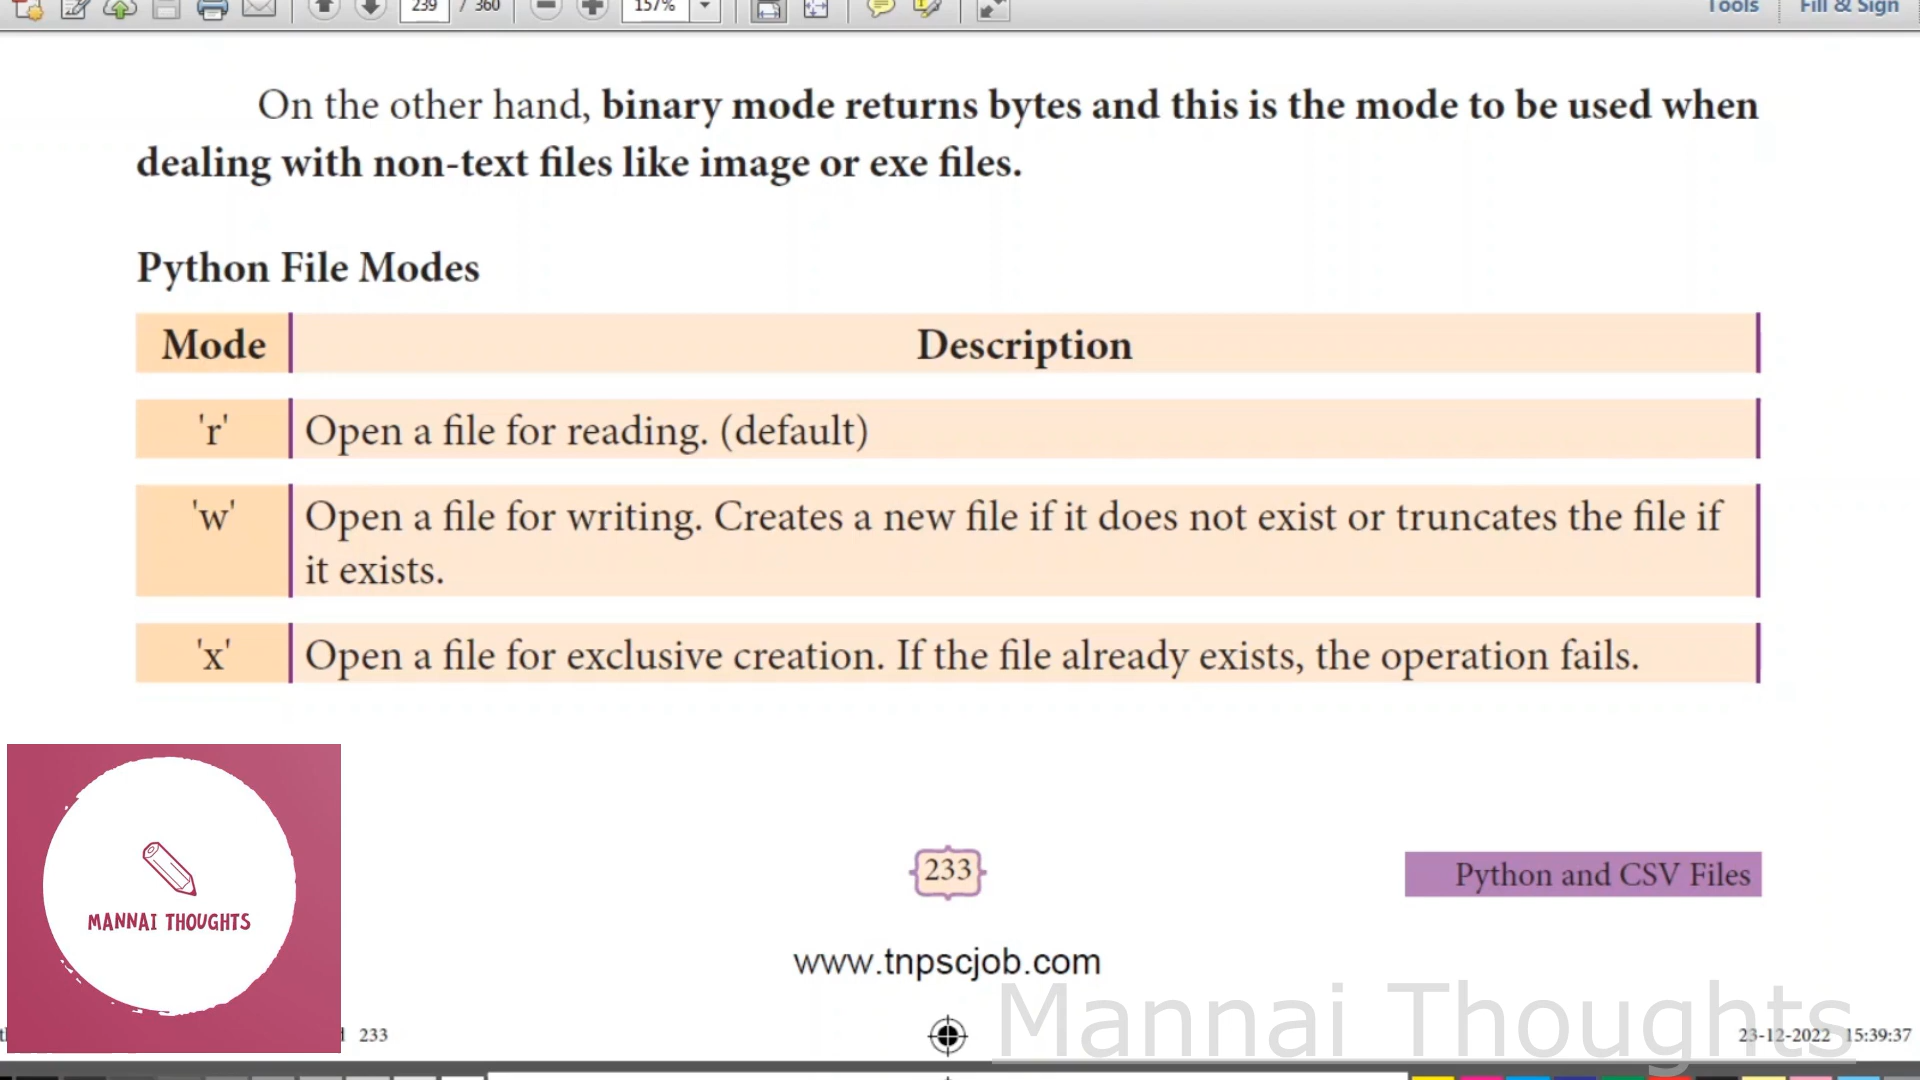 239 / 360 157% Tools Fill & Sign
On the other hand, binary mode returns bytes and this is the mode to be used when
dealing with non-text files like image or exe files.
Python File Modes
Mode Description
'r' Open a file for reading. (default)
'w' Open a file for writing. Creates a new file if it does not exist or truncates the file if
it exists.
'x' Open a file for exclusive creation. If the file already exists, the operation fails.
MANNAI THOUGHTS
233
Python and CSV Files
www.tnpscjob.com
Mannai Thoughts
233 23-12-2022 15:39:37